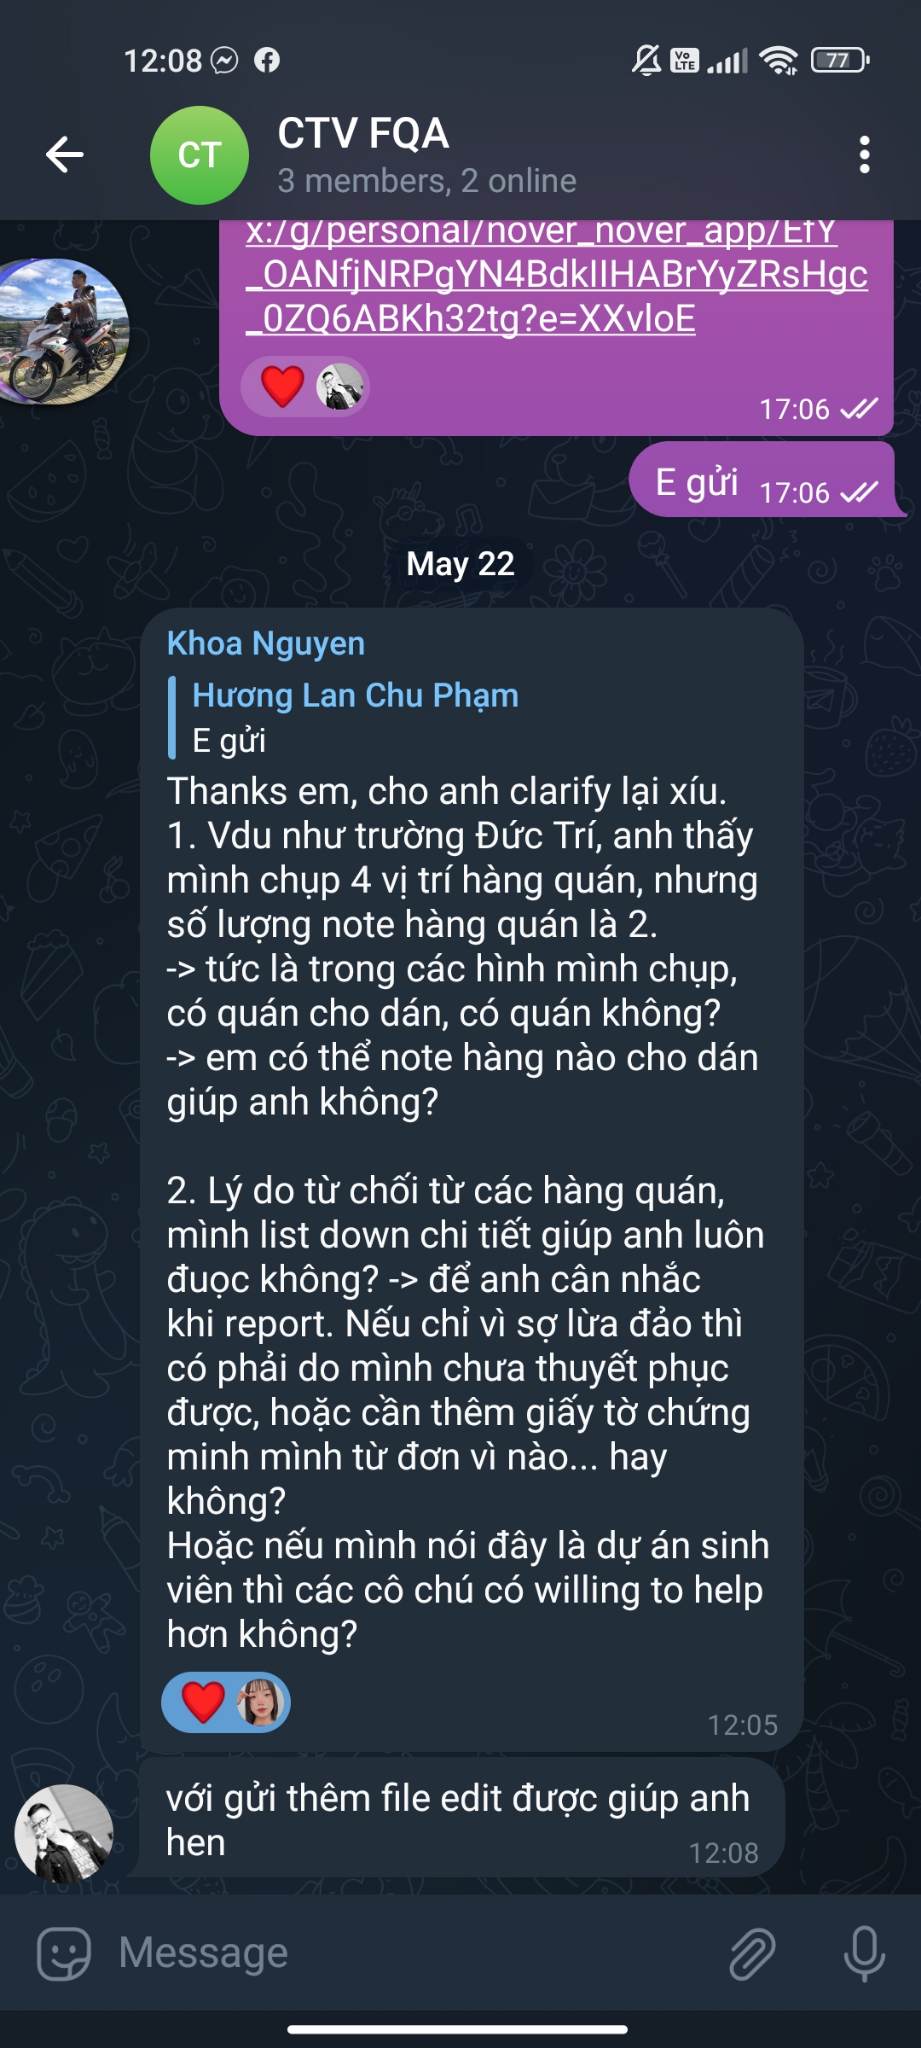 12:08
Vo LTE
77
CT
CTV FQA
3 members, 2 online
x:/g/personal/nover_nover_app/EfY
_OANfjNRPgYN4BdkIIHABrYyZRsHgc
_0ZQ6ABKh32tg?e=XXvloE
17:06
E gửi 17:06
May 22
Khoa Nguyen
Hương Lan Chu Phạm
E gửi
Thanks em, cho anh clarify lại xíu.
1. Vdu như trường Đức Trí, anh thấy
mình chụp 4 vị trí hàng quán, nhưng
số lượng note hàng quán là 2.
-> tức là trong các hình mình chụp,
có quán cho dán, có quán không?
-> em có thể note hàng nào cho dán
giúp anh không?
2. Lý do từ chối từ các hàng quán,
mình list down chi tiết giúp anh luôn
đuọc không? -> để anh cân nhắc
khi report. Nếu chỉ vì sợ lừa đảo thì
có phải do mình chưa thuyết phục
được, hoặc cần thêm giấy tờ chứng
minh mình từ đơn vì nào... hay
không?
Hoặc nếu mình nói đây là dự án sinh
viên thì các cô chú có willing to help
hơn không?
12:05
với gửi thêm file edit được giúp anh
hen
12:08
Message